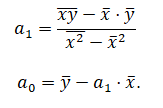 a₁ = (x̅y̅ − x̅ · y̅) / (x̅²̅ − x̅²)
a₀ = y̅ − a₁ · x̅.